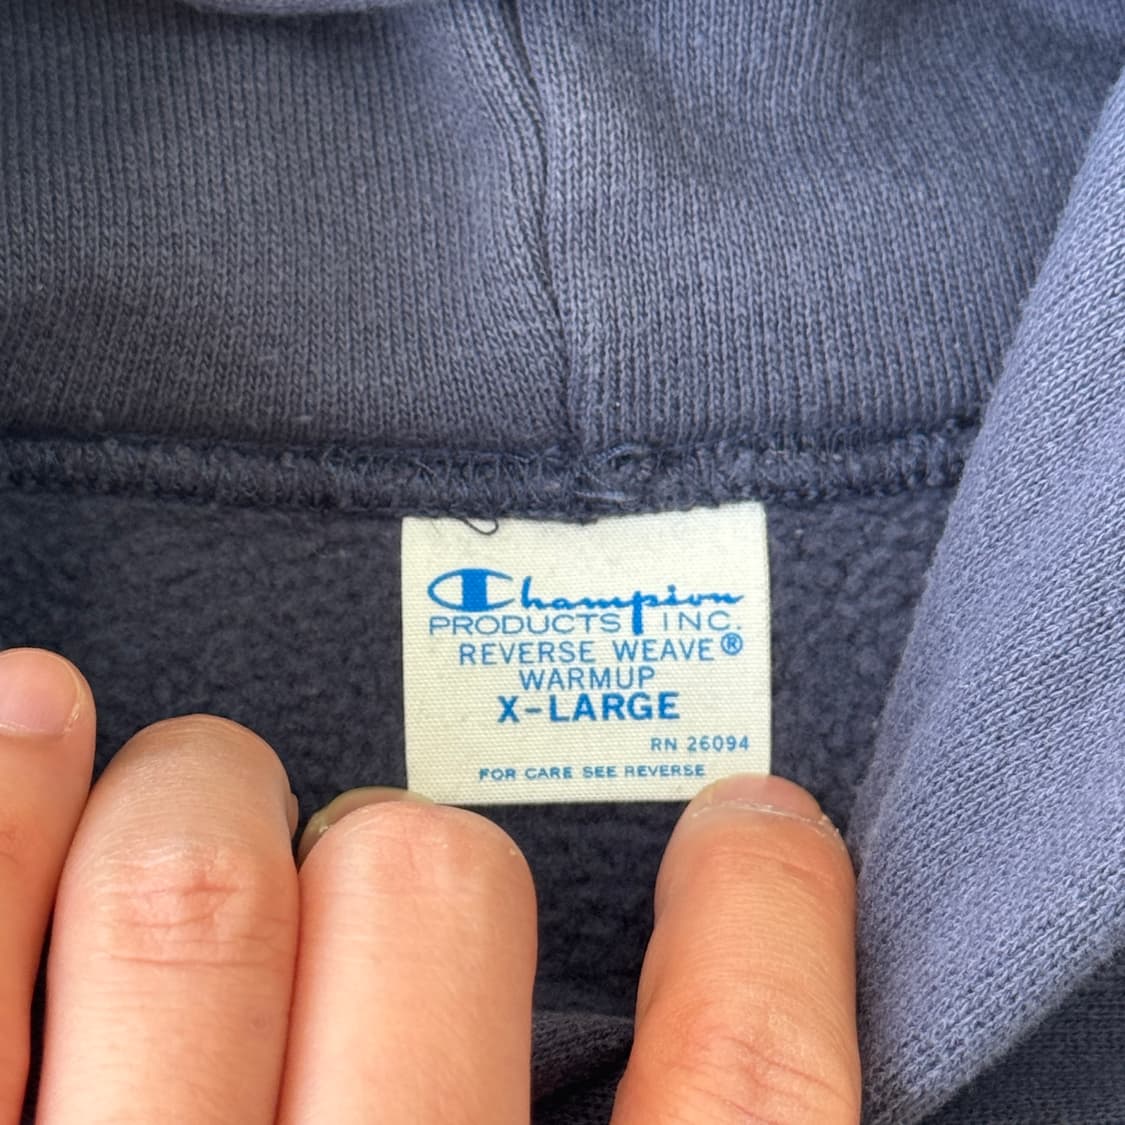 Champion
PRODUCTS INC.
REVERSE WEAVE®
WARMUP
X-LARGE
RN 26094
FOR CARE SEE REVERSE